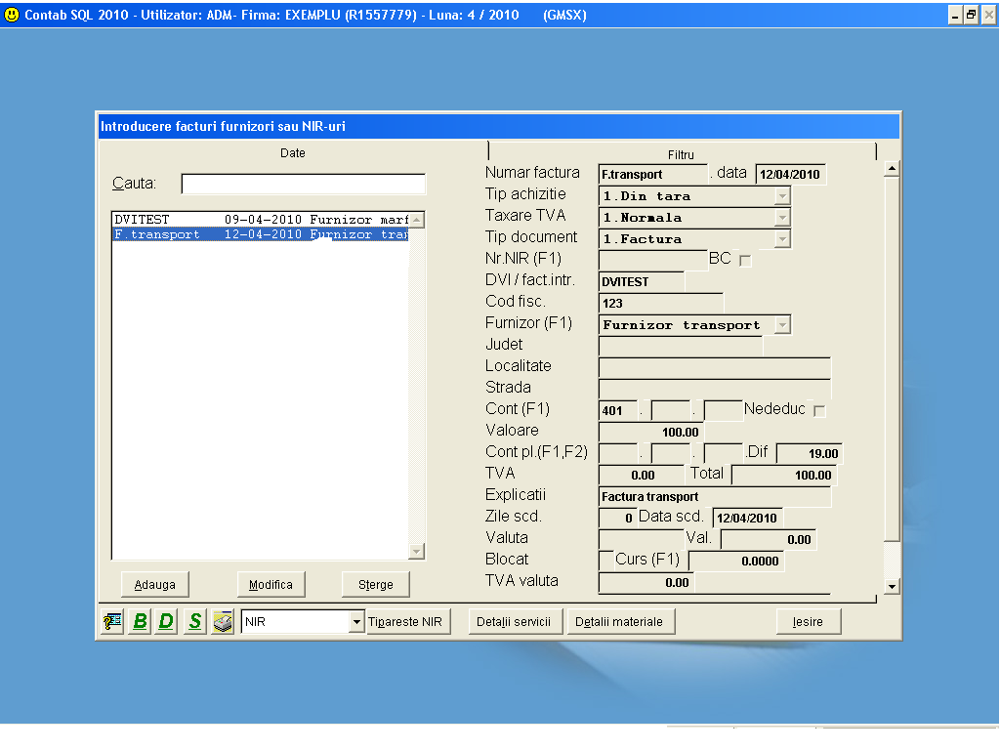 Contab SQL 2010 - Utilizator: ADM- Firma: EXEMPLU (R1557779) - Luna: 4 / 2010 (GMSX)
Introducere facturi furnizori sau NIR-uri
Date
Filtru
Cauta:
DVITEST 09-04-2010 Furnizor marf
F.transport 12-04-2010 Furnizor tran
Numar factura F.transport . data 12/04/2010
Tip achizitie 1.Din tara
Taxare TVA 1.Normala
Tip document 1.Factura
Nr.NIR (F1) BC
DVI / fact.intr. DVITEST
Cod fisc. 123
Furnizor (F1) Furnizor transport
Judet
Localitate
Strada
Cont (F1) 401 . . Nededuc
Valoare 100.00
Cont pl.(F1,F2) . . .Dif 19.00
TVA 0.00 Total 100.00
Explicatii Factura transport
Zile scd. 0 Data scd. 12/04/2010
Valuta Val. 0.00
Blocat Curs (F1) 0.0000
TVA valuta 0.00
Adauga Modifica Sterge
B D S NIR Tipareste NIR Detalii servicii Detalii materiale Iesire